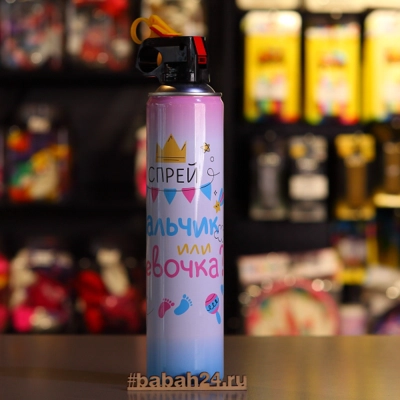 СПРЕЙ
альчик
или
евочка?
#babah24.ru